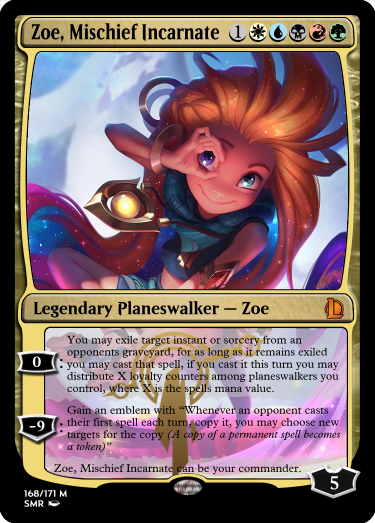 Zoe, Mischief Incarnate 1
Legendary Planeswalker — Zoe
You may exile target instant or sorcery from an
opponents graveyard, for as long as it remains exiled
0: you may cast that spell, if you cast it this turn you may
distribute X loyalty counters among planeswalkers you
control, where X is the spells mana value.
Gain an emblem with “Whenever an opponent casts
-9: their first spell each turn, copy it, you may choose new
targets for the copy (A copy of a permanent spell becomes
a token)”
Zoe, Mischief Incarnate can be your commander.
5
168/171 M
SMR